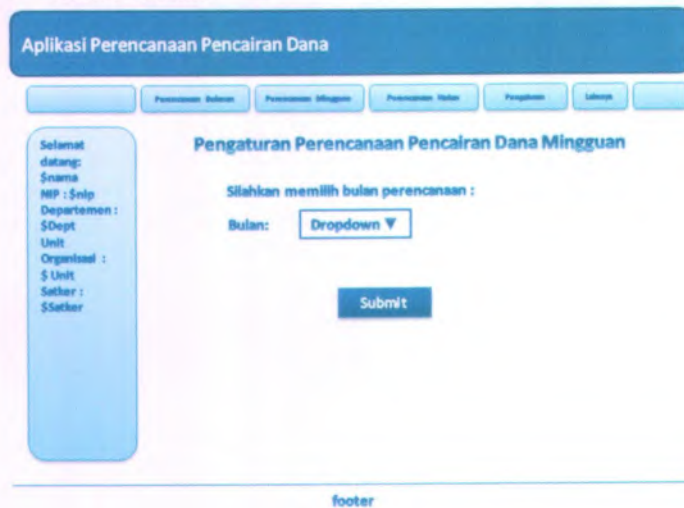 Aplikasi Perencanaan Pencairan Dana
Perencanaan Bulanan
Perencanaan Mingguan
Perencanaan Harian
Pengaturan
Lainnya
Selamat
datang:
$nama
NIP : $nip
Departemen :
$Dept
Unit
Organisasi :
$ Unit
Satker :
$Satker
Pengaturan Perencanaan Pencairan Dana Mingguan
Silahkan memilih bulan perencanaan :
Bulan: Dropdown ▼
Submit
footer